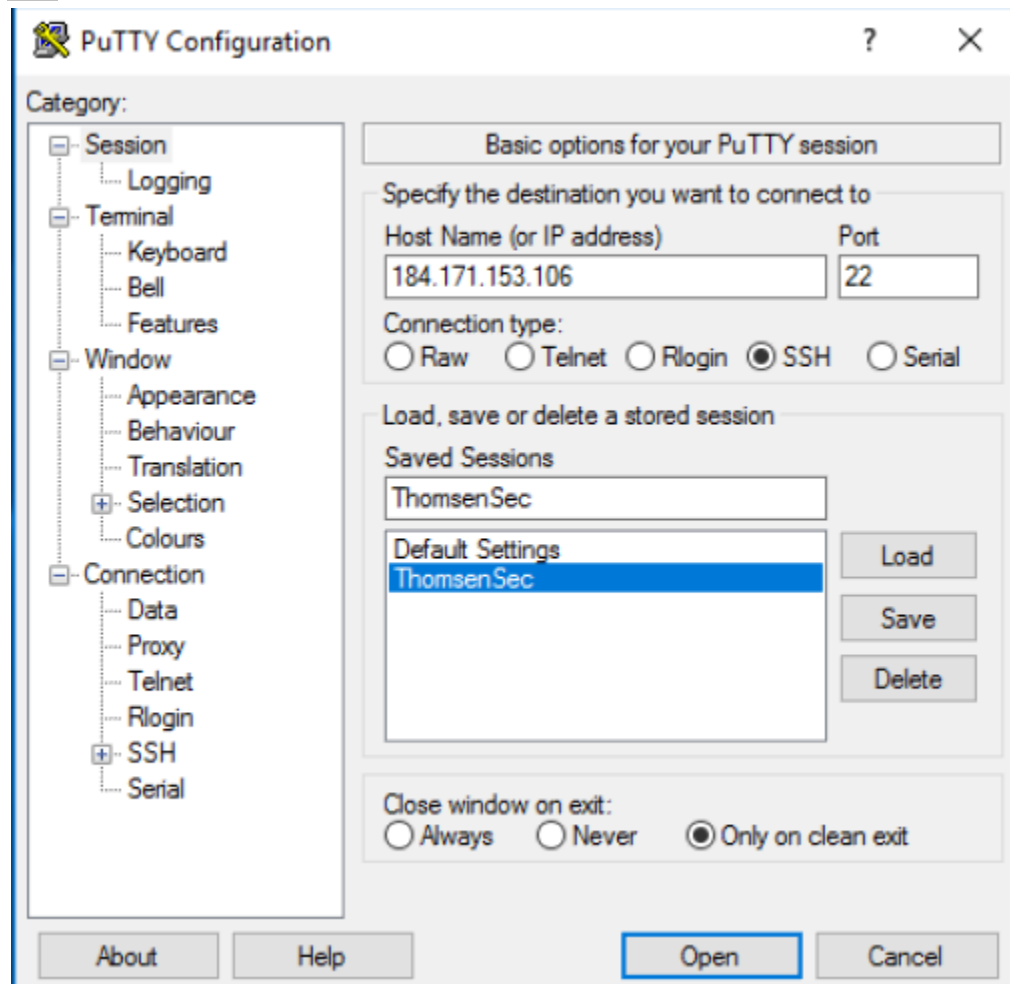 PuTTY Configuration
?
Category:
Session
Logging
Terminal
Keyboard
Bell
Features
Window
Appearance
Behaviour
Translation
Selection
Colours
Connection
Data
Proxy
Telnet
Rlogin
SSH
Serial
Basic options for your PuTTY session
Specify the destination you want to connect to
Host Name (or IP address) Port
184.171.153.106 22
Connection type:
Raw Telnet Rlogin SSH Serial
Load, save or delete a stored session
Saved Sessions
ThomsenSec
Default Settings
ThomsenSec
Load
Save
Delete
Close window on exit:
Always Never Only on clean exit
About Help Open Cancel